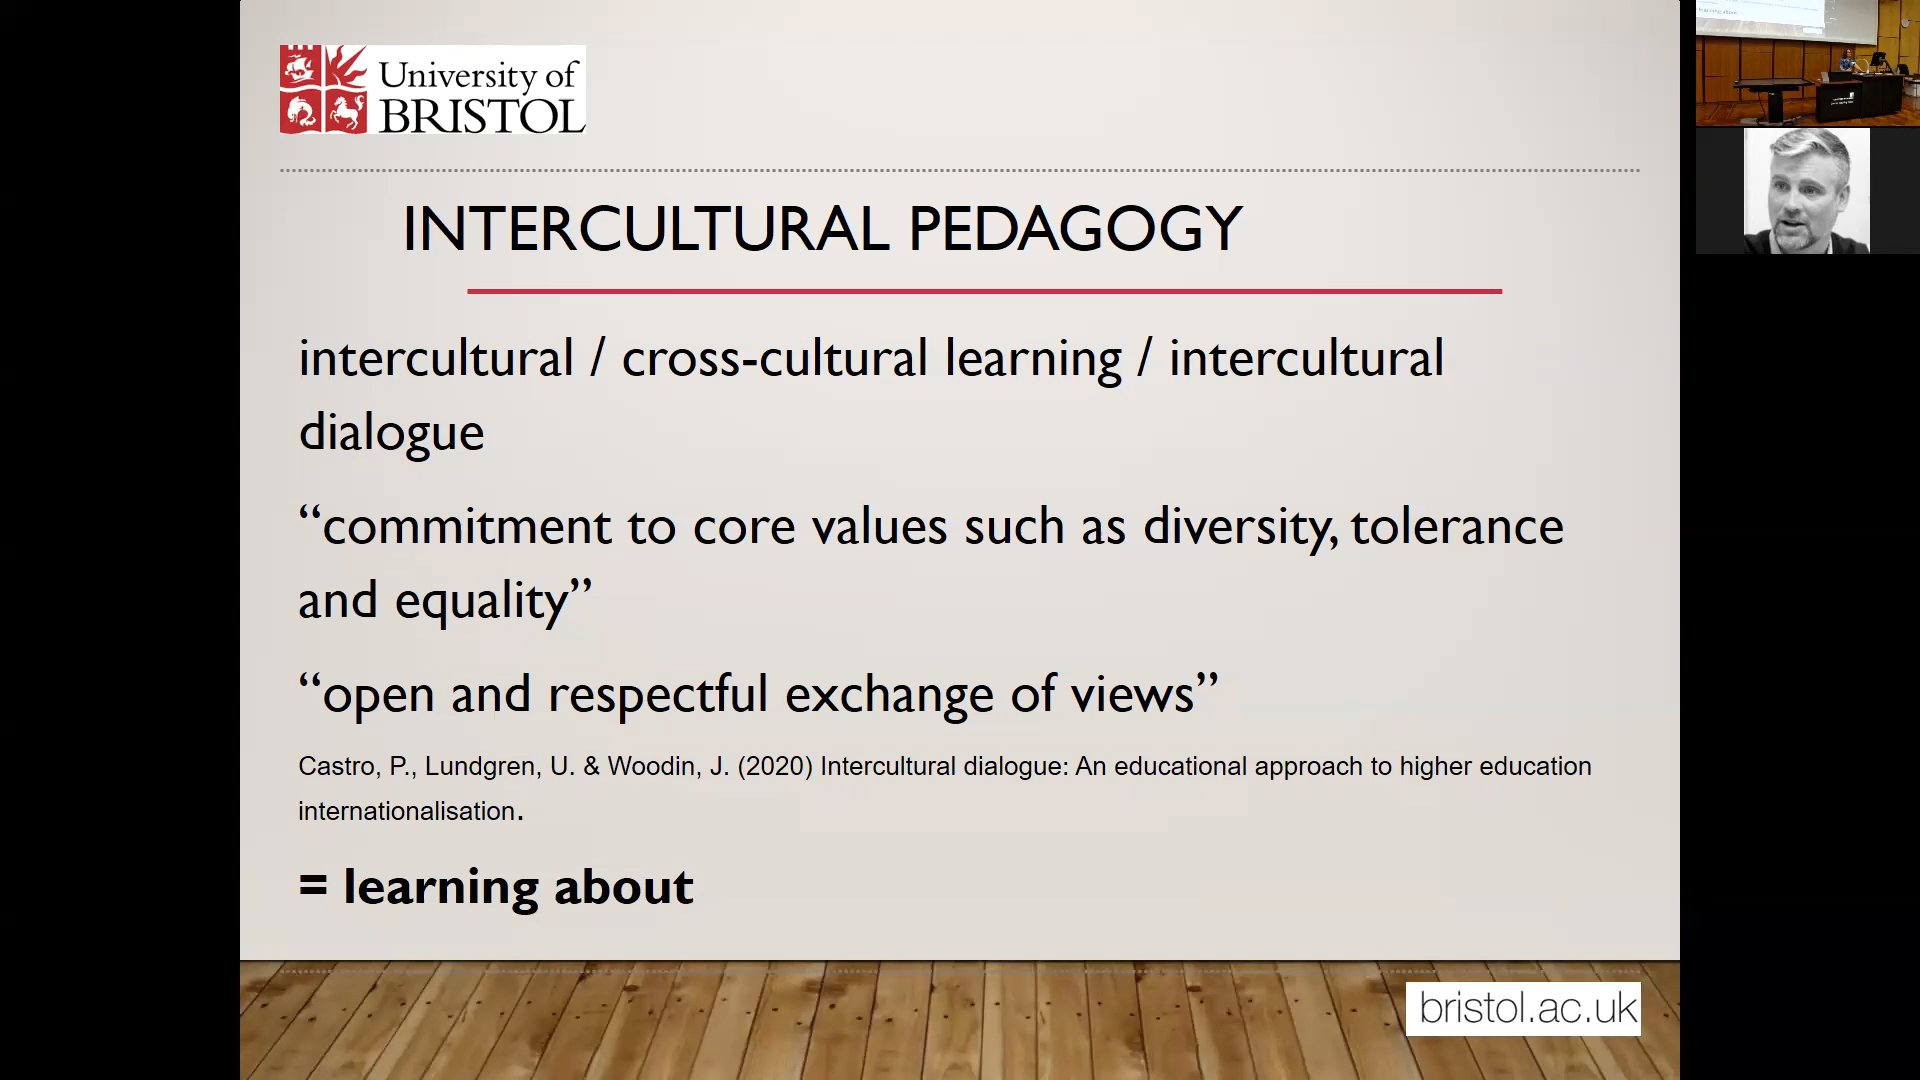 University of
BRISTOL
INTERCULTURAL PEDAGOGY
intercultural / cross-cultural learning / intercultural
dialogue
“commitment to core values such as diversity, tolerance
and equality”
“open and respectful exchange of views”
Castro, P., Lundgren, U. & Woodin, J. (2020) Intercultural dialogue: An educational approach to higher education
internationalisation.
= learning about
bristol.ac.uk